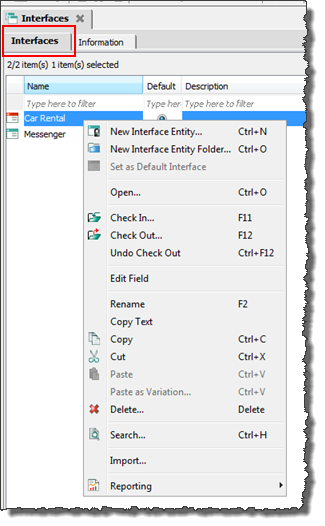 Interfaces
Interfaces Information
2/2 item(s) 1 item(s) selected
Name Default Description
Type here to filter Type here Type here to filter
Car Rental
Messenger
New Interface Entity... Ctrl+N
New Interface Entity Folder... Ctrl+O
Set as Default Interface
Open... Ctrl+O
Check In... F11
Check Out... F12
Undo Check Out Ctrl+F12
Edit Field
Rename F2
Copy Text
Copy Ctrl+C
Cut Ctrl+X
Paste Ctrl+V
Paste as Variation... Ctrl+V
Delete... Delete
Search... Ctrl+H
Import...
Reporting